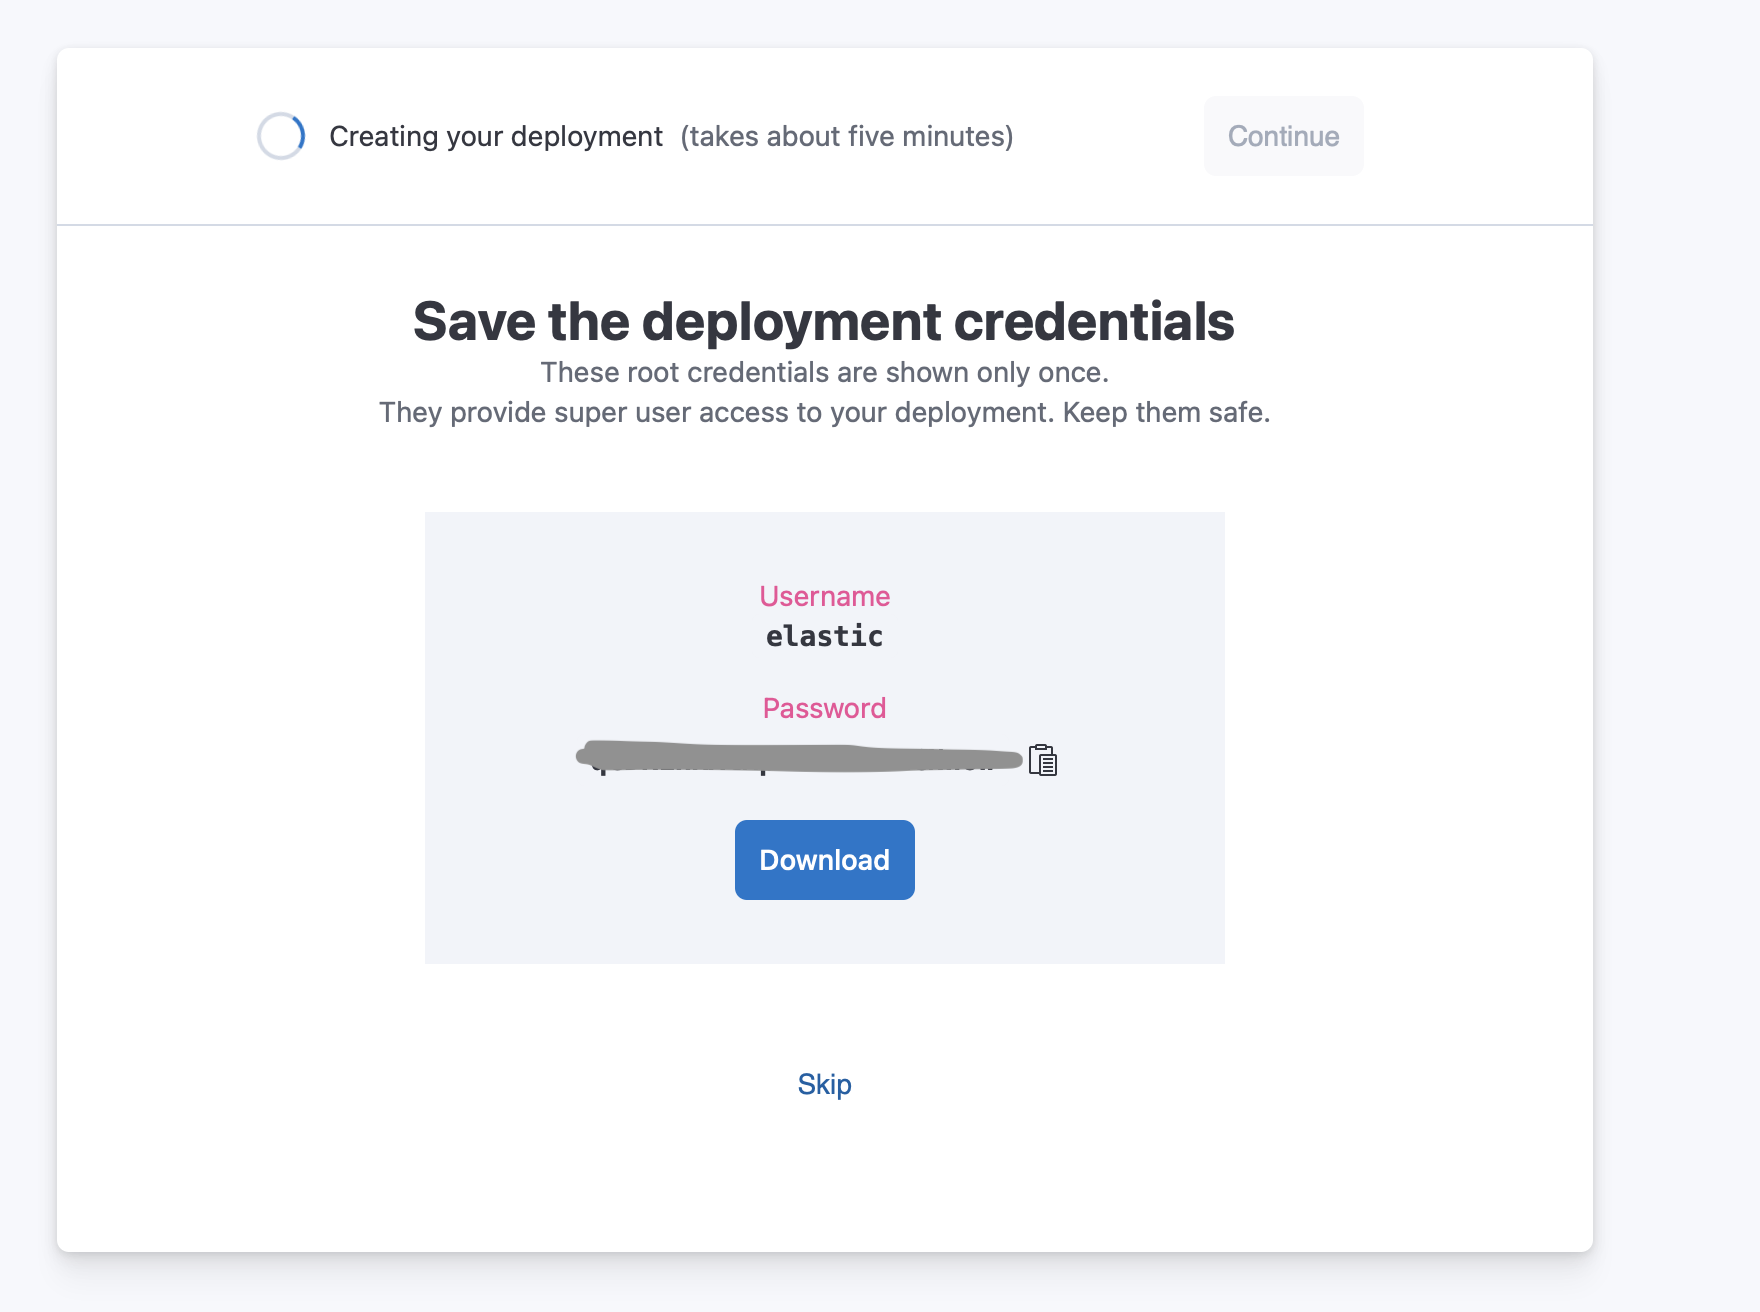 Creating your deployment (takes about five minutes)
Continue
Save the deployment credentials
These root credentials are shown only once.
They provide super user access to your deployment. Keep them safe.
Username
elastic
Password
Download
Skip